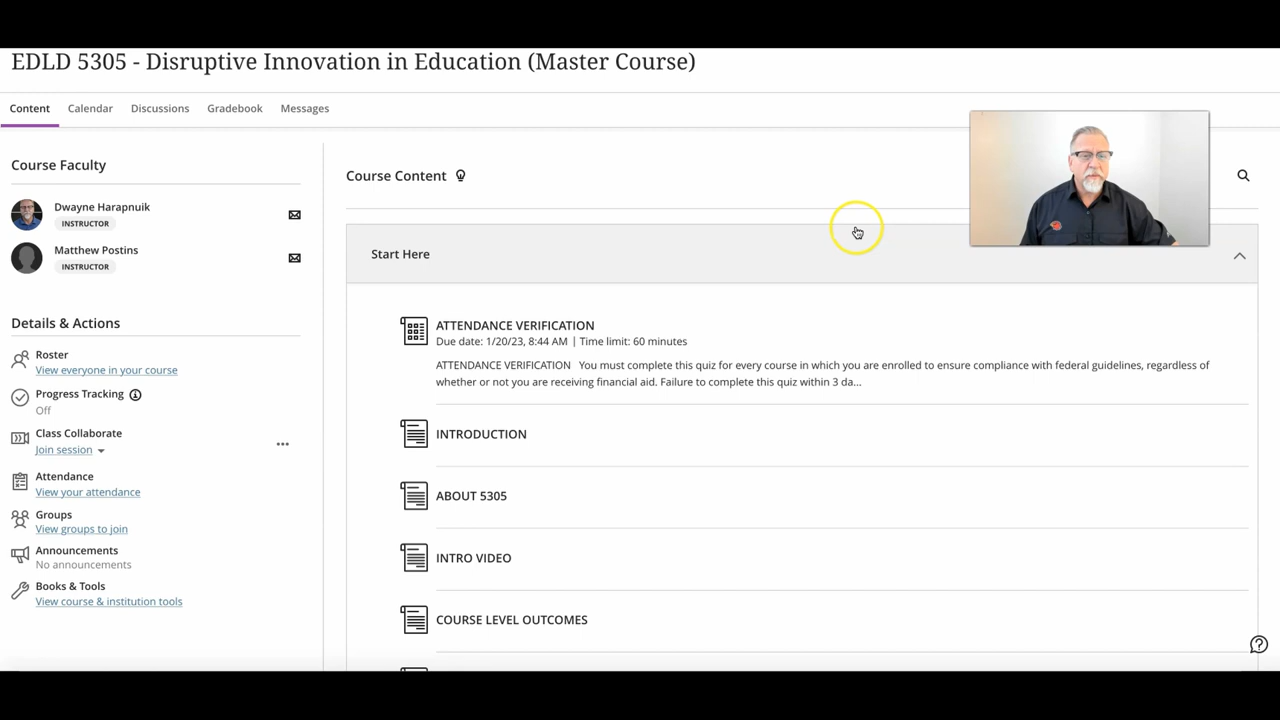 EDLD 5305 - Disruptive Innovation in Education (Master Course)
Content
Calendar
Discussions
Gradebook
Messages
Course Faculty
Dwayne Harapnuik
INSTRUCTOR
Matthew Postins
INSTRUCTOR
Details & Actions
Roster
View everyone in your course
Progress Tracking
Off
Class Collaborate
Join session
Attendance
View your attendance
Groups
View groups to join
Announcements
No announcements
Books & Tools
View course & institution tools
Course Content
Start Here
ATTENDANCE VERIFICATION
Due date: 1/20/23, 8:44 AM | Time limit: 60 minutes
ATTENDANCE VERIFICATION You must complete this quiz for every course in which you are enrolled to ensure compliance with federal guidelines, regardless of
whether or not you are receiving financial aid. Failure to complete this quiz within 3 da...
INTRODUCTION
ABOUT 5305
INTRO VIDEO
COURSE LEVEL OUTCOMES